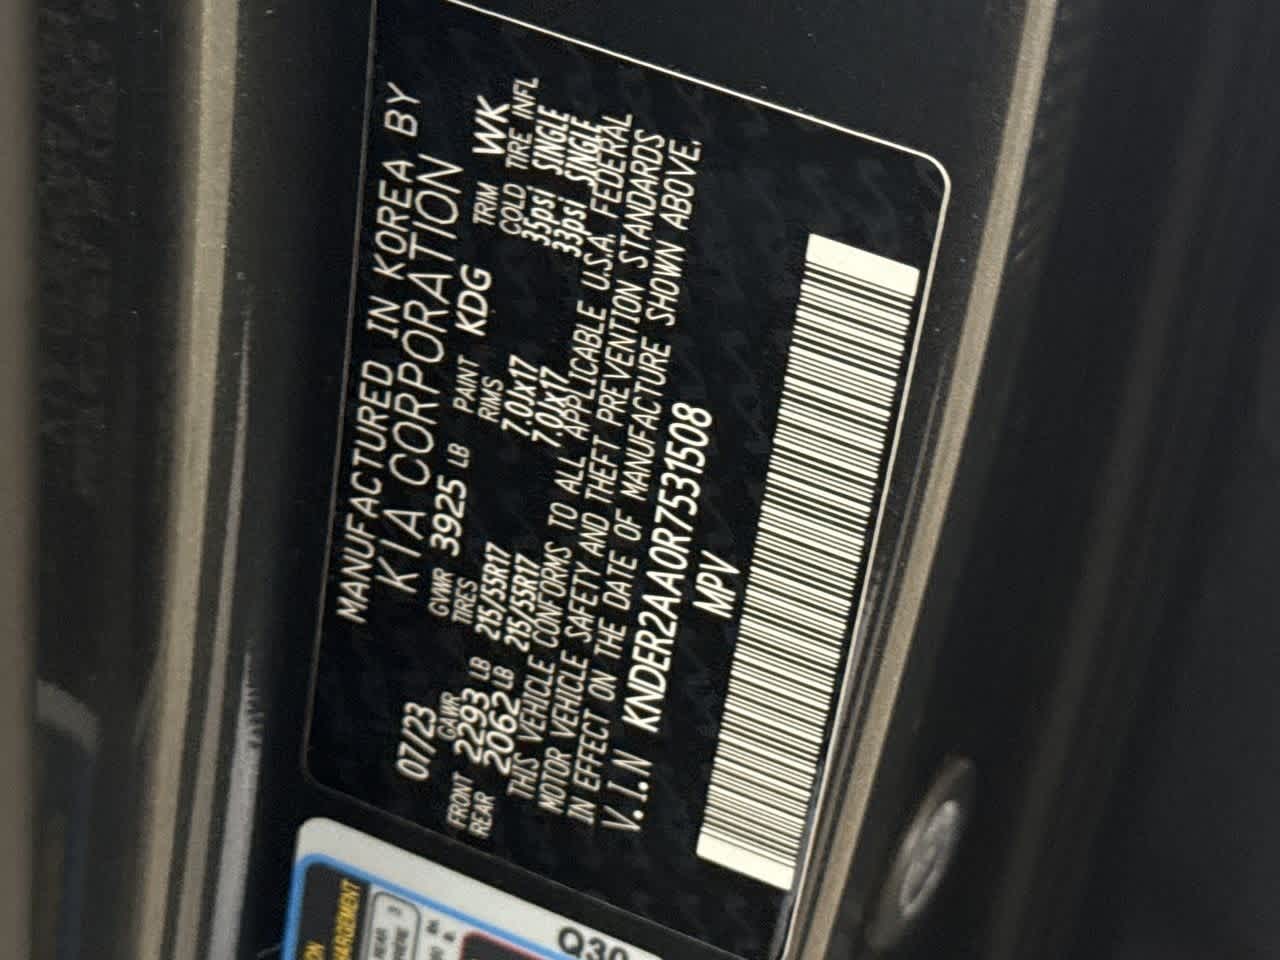 MANUFACTURED IN KOREA BY
KIA CORPORATION
07/23 GVWR 3925 LB PAINT KDG TRIM WK
GAWR TIRES RIMS COLD TIRE INFL
FRONT 2293 LB 215/55R17 7.0JX17 35psi SINGLE
REAR 2062 LB 215/55R17 7.0JX17 33psi SINGLE
THIS VEHICLE CONFORMS TO ALL APPLICABLE U.S.A. FEDERAL
MOTOR VEHICLE SAFETY AND THEFT PREVENTION STANDARDS
IN EFFECT ON THE DATE OF MANUFACTURE SHOWN ABOVE.
V.I.N KNDER2AA0R7531508
MPV
Q30